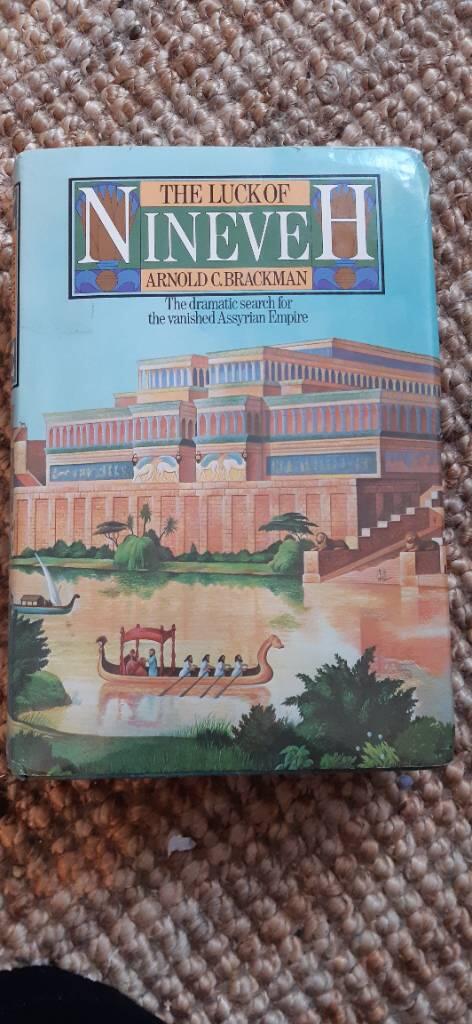 THE LUCK OF
NINEVEH
ARNOLD C. BRACKMAN
The dramatic search for
the vanished Assyrian Empire